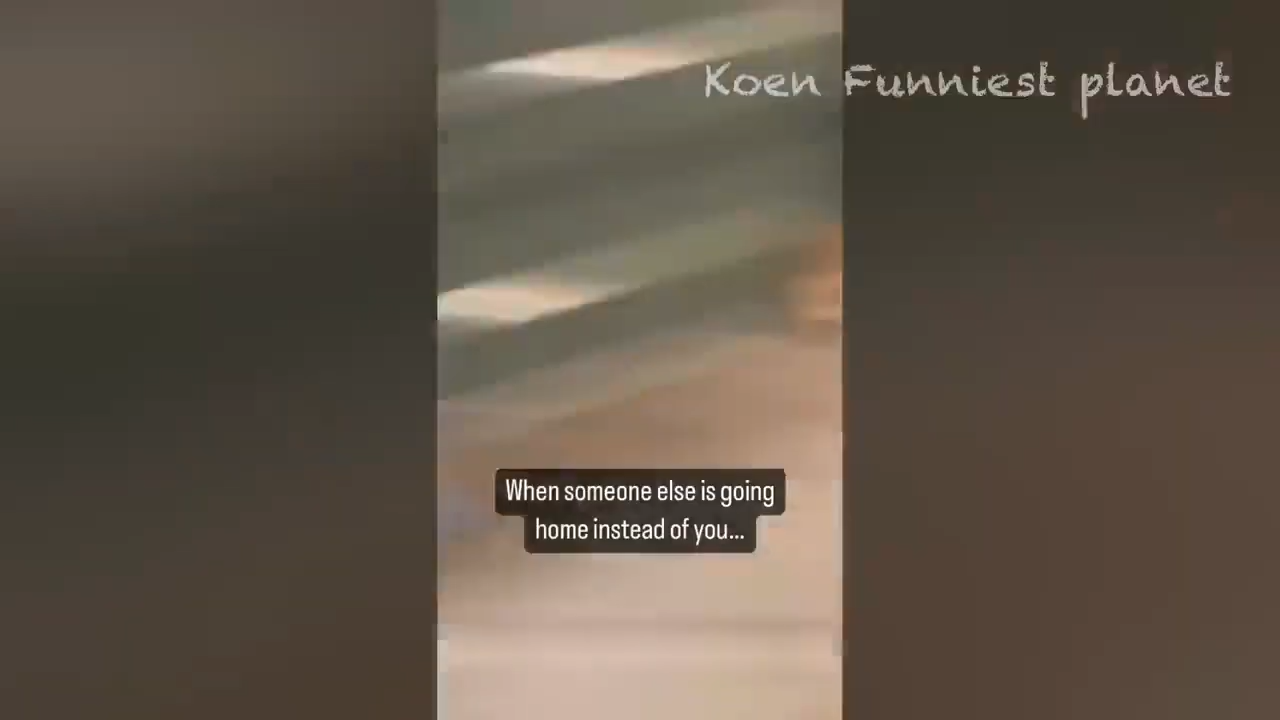 Koen Funniest planet
When someone else is going
home instead of you...